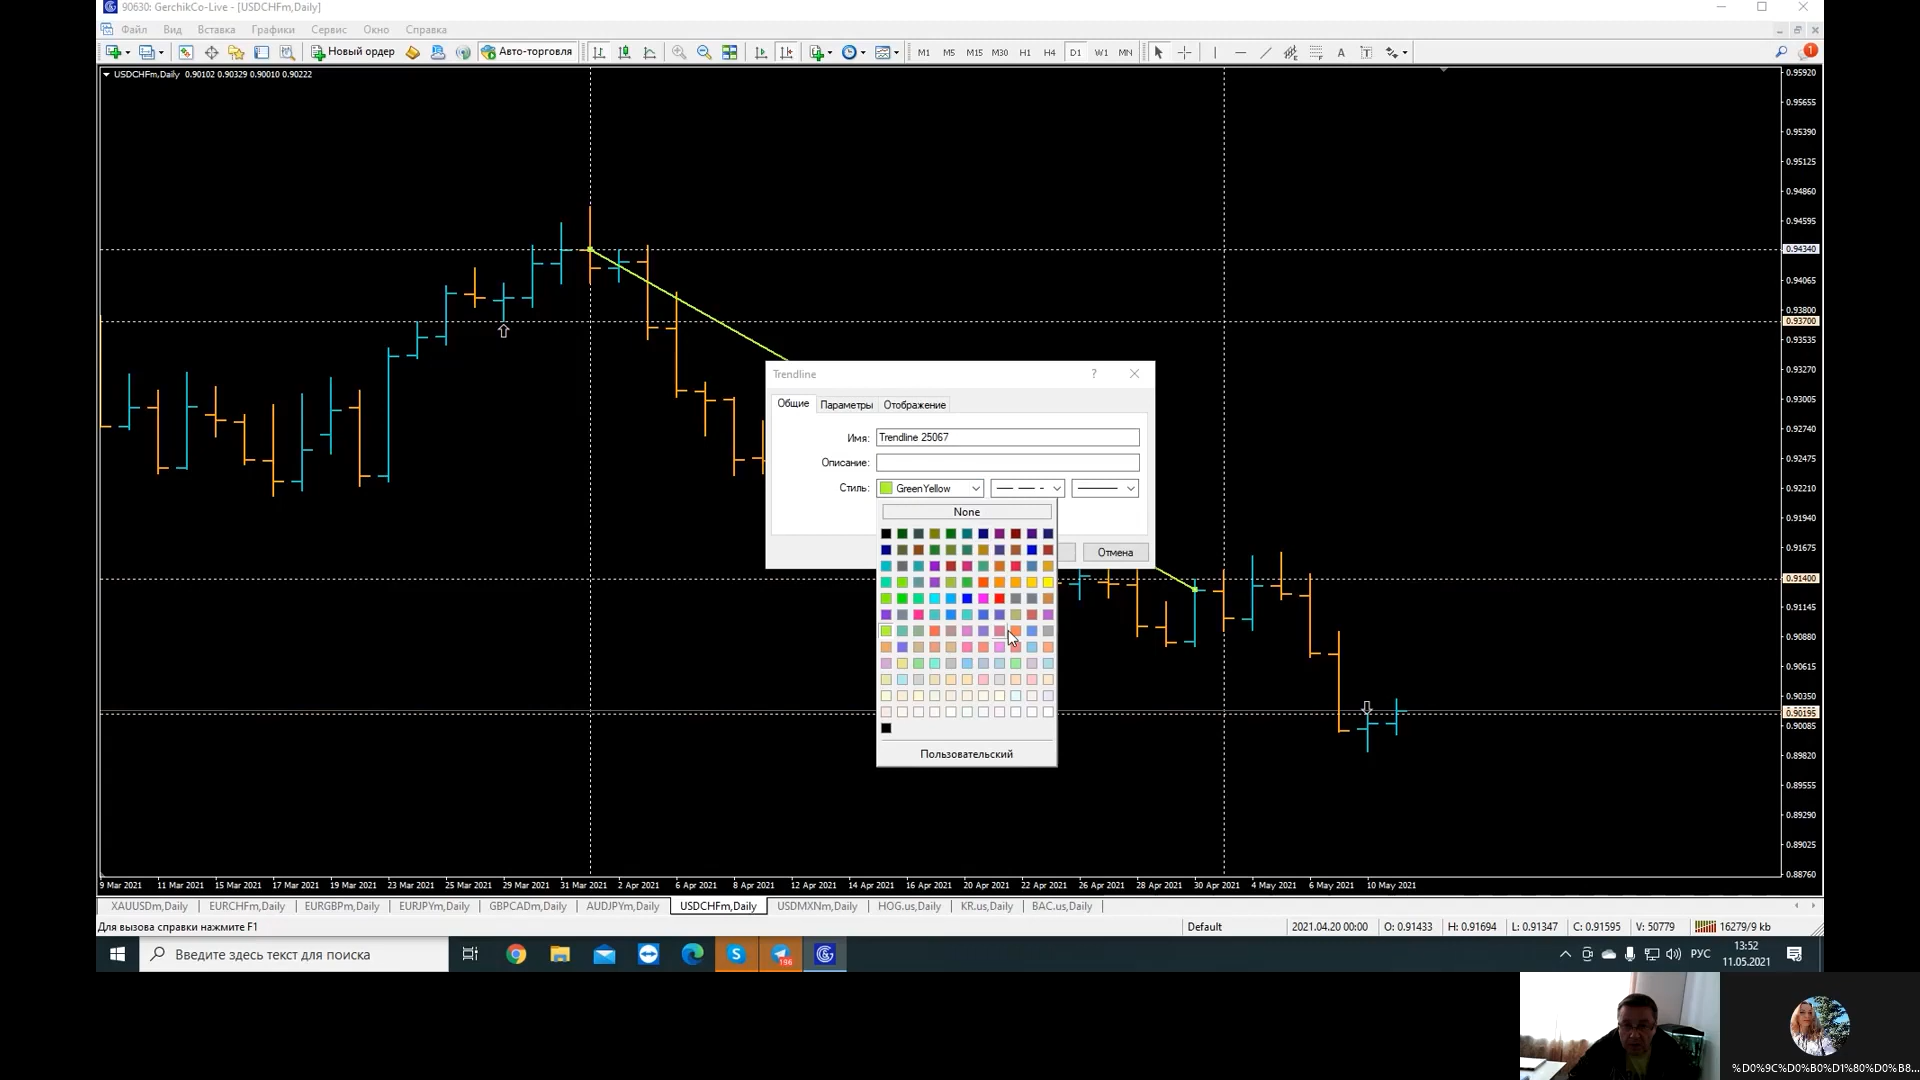 90630: GerchikCo-Live - [USDCHFm,Daily]
Файл Вид Вставка Графики Сервис Окно Справка
Новый ордер Авто-торговля M1 M5 M15 M30 H1 H4 D1 W1 MN A T 1
USDCHFm,Daily 0.90102 0.90329 0.90010 0.90222
0.95920
0.95655
0.95390
0.95125
0.94860
0.94595
0.94340
0.94065
0.93800
0.93700
0.93535
0.93270
0.93005
0.92740
0.92475
0.92210
0.91940
0.91675
0.91400
0.91145
0.90880
0.90615
0.90350
0.90195
0.90085
0.89820
0.89555
0.89290
0.89025
0.88760
Trendline ?
Общие Параметры Отображение
Имя: Trendline 25067
Описание:
Стиль: GreenYellow
None
Отмена
Пользовательский
9 Mar 2021 11 Mar 2021 15 Mar 2021 17 Mar 2021 19 Mar 2021 23 Mar 2021 25 Mar 2021 29 Mar 2021 31 Mar 2021 2 Apr 2021 6 Apr 2021 8 Apr 2021 12 Apr 2021 14 Apr 2021 16 Apr 2021 20 Apr 2021 22 Apr 2021 26 Apr 2021 28 Apr 2021 30 Apr 2021 4 May 2021 6 May 2021 10 May 2021
XAUUSDm,Daily EURCHFm,Daily EURGBPm,Daily EURJPYm,Daily GBPCADm,Daily AUDJPYm,Daily USDCHFm,Daily USDMXNm,Daily HOG.us,Daily KR.us,Daily BAC.us,Daily
Для вызова справки нажмите F1 Default 2021.04.20 00:00 O: 0.91433 H: 0.91694 L: 0.91347 C: 0.91595 V: 50779 16279/9 kb
Введите здесь текст для поиска 196 РУС 13:52
11.05.2021
%D0%9C%D0%B0%D1%80%D0%B8...